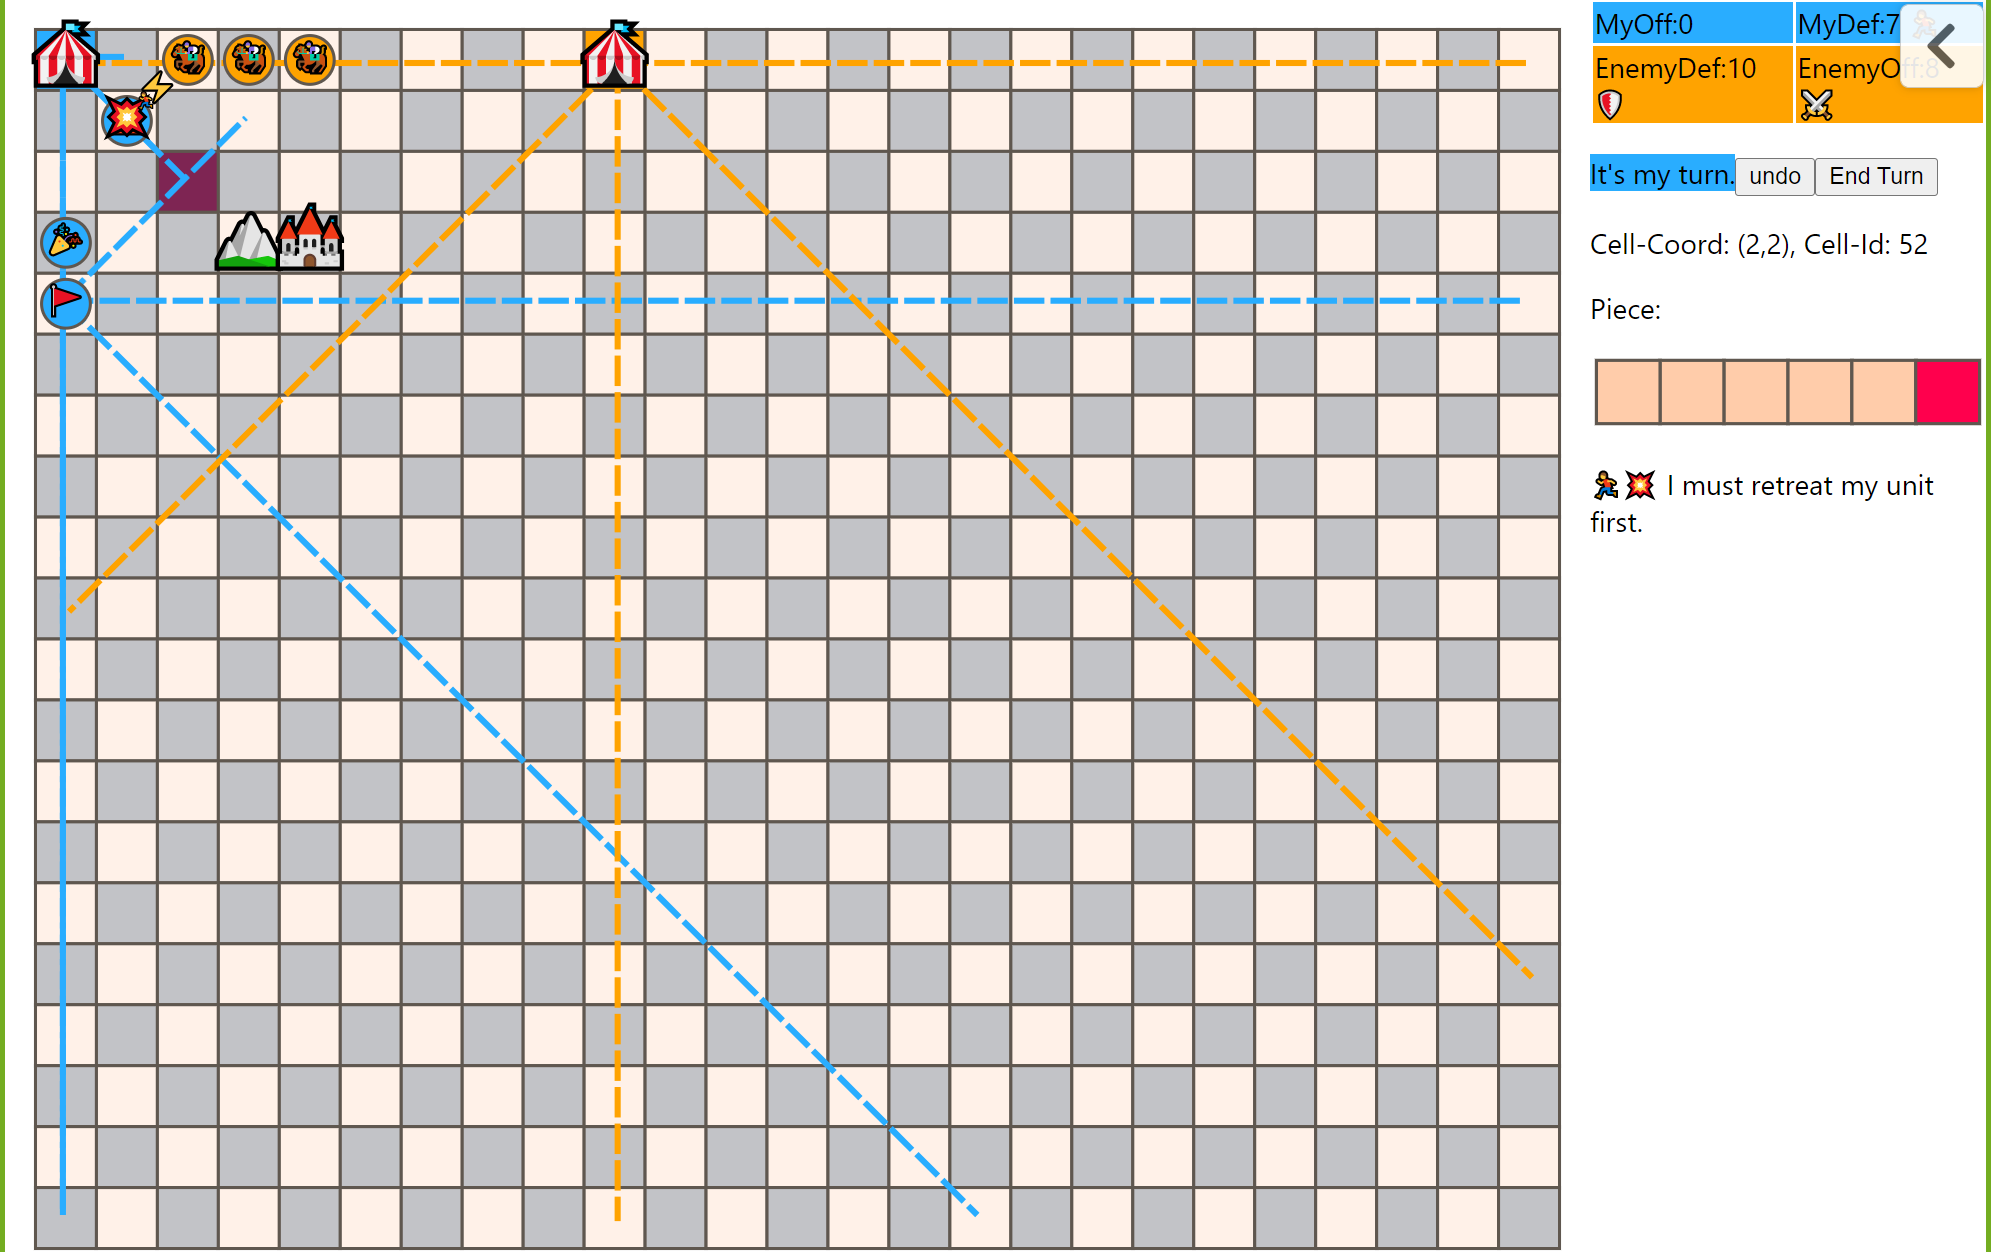 MyOff:0
MyDef:7
EnemyDef:10
EnemyOff:8
It's my turn.
undo
End Turn
Cell-Coord: (2,2), Cell-Id: 52
Piece:
I must retreat my unit
first.